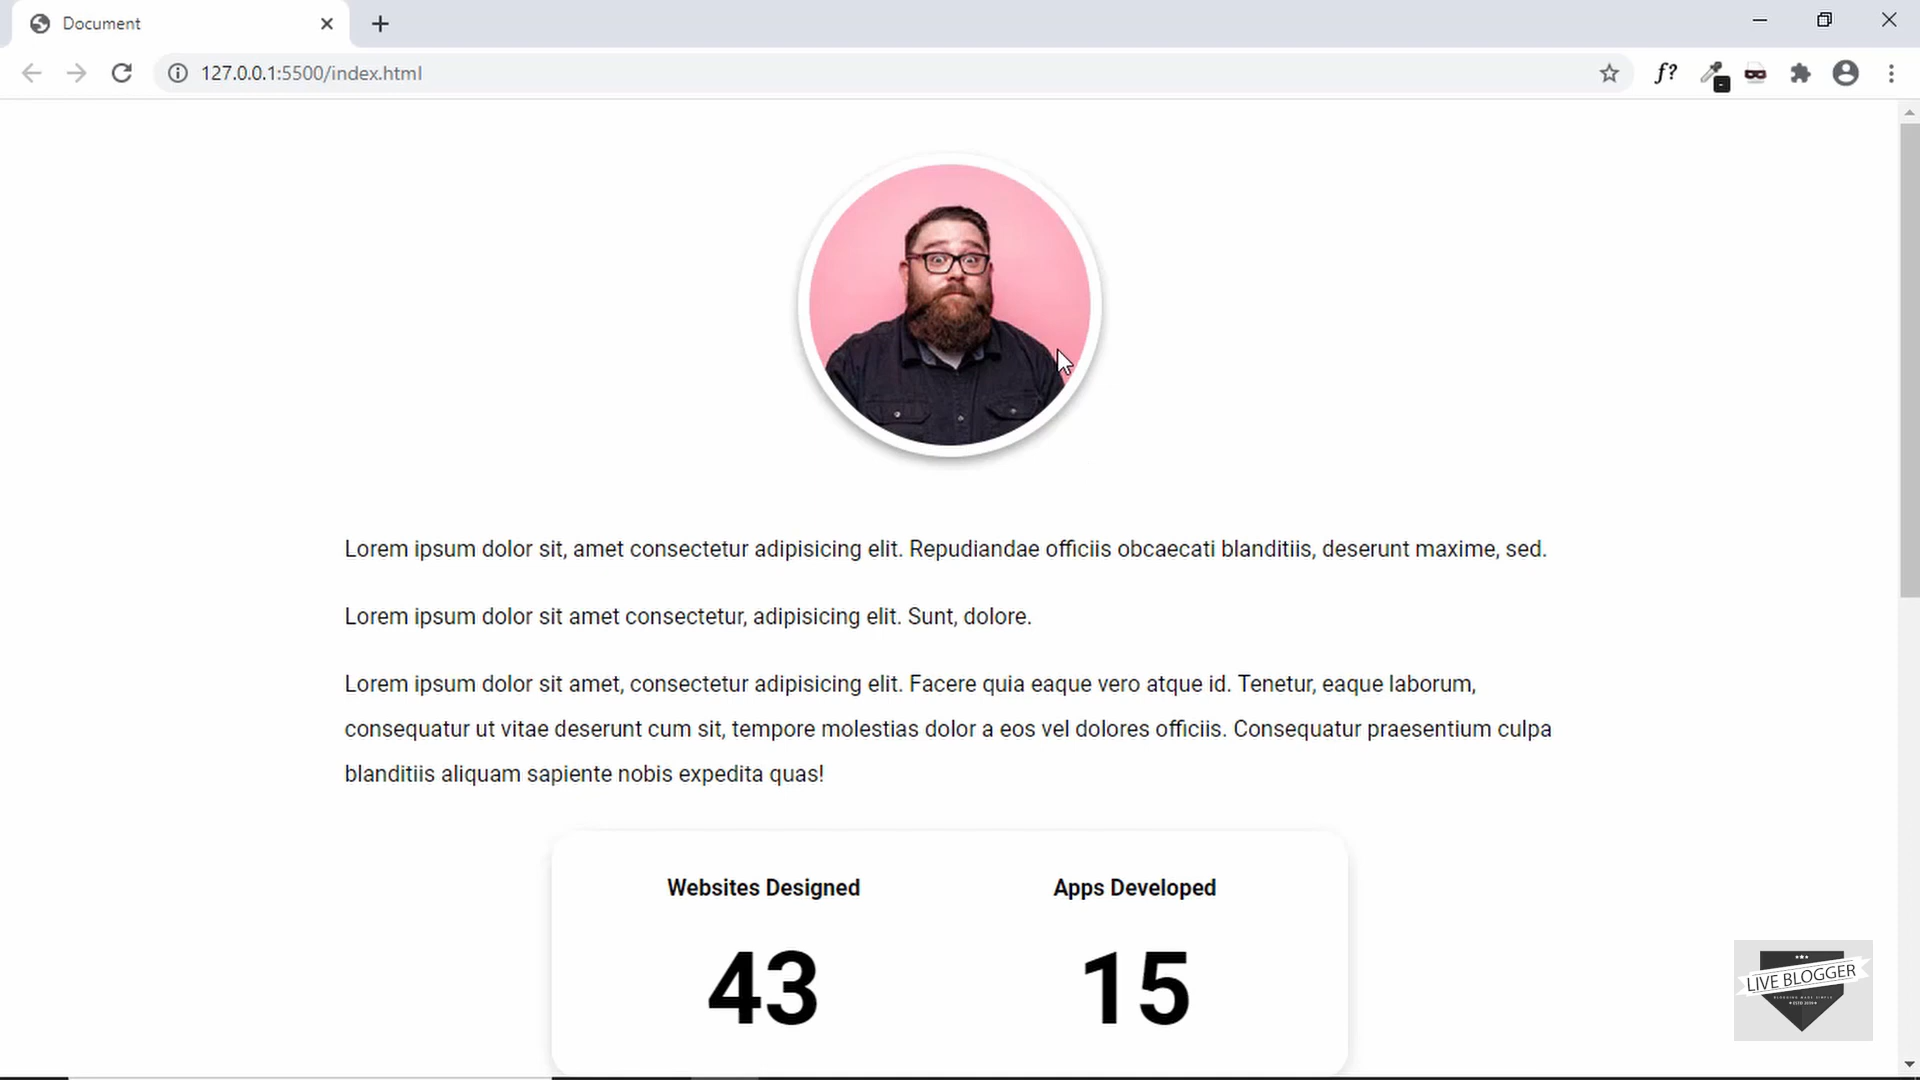 Document
127.0.0.1:5500/index.html
f?
Lorem ipsum dolor sit, amet consectetur adipisicing elit. Repudiandae officiis obcaecati blanditiis, deserunt maxime, sed.
Lorem ipsum dolor sit amet consectetur, adipisicing elit. Sunt, dolore.
Lorem ipsum dolor sit amet, consectetur adipisicing elit. Facere quia eaque vero atque id. Tenetur, eaque laborum,
consequatur ut vitae deserunt cum sit, tempore molestias dolor a eos vel dolores officiis. Consequatur praesentium culpa
blanditiis aliquam sapiente nobis expedita quas!
Websites Designed
Apps Developed
43
15
LIVE BLOGGER